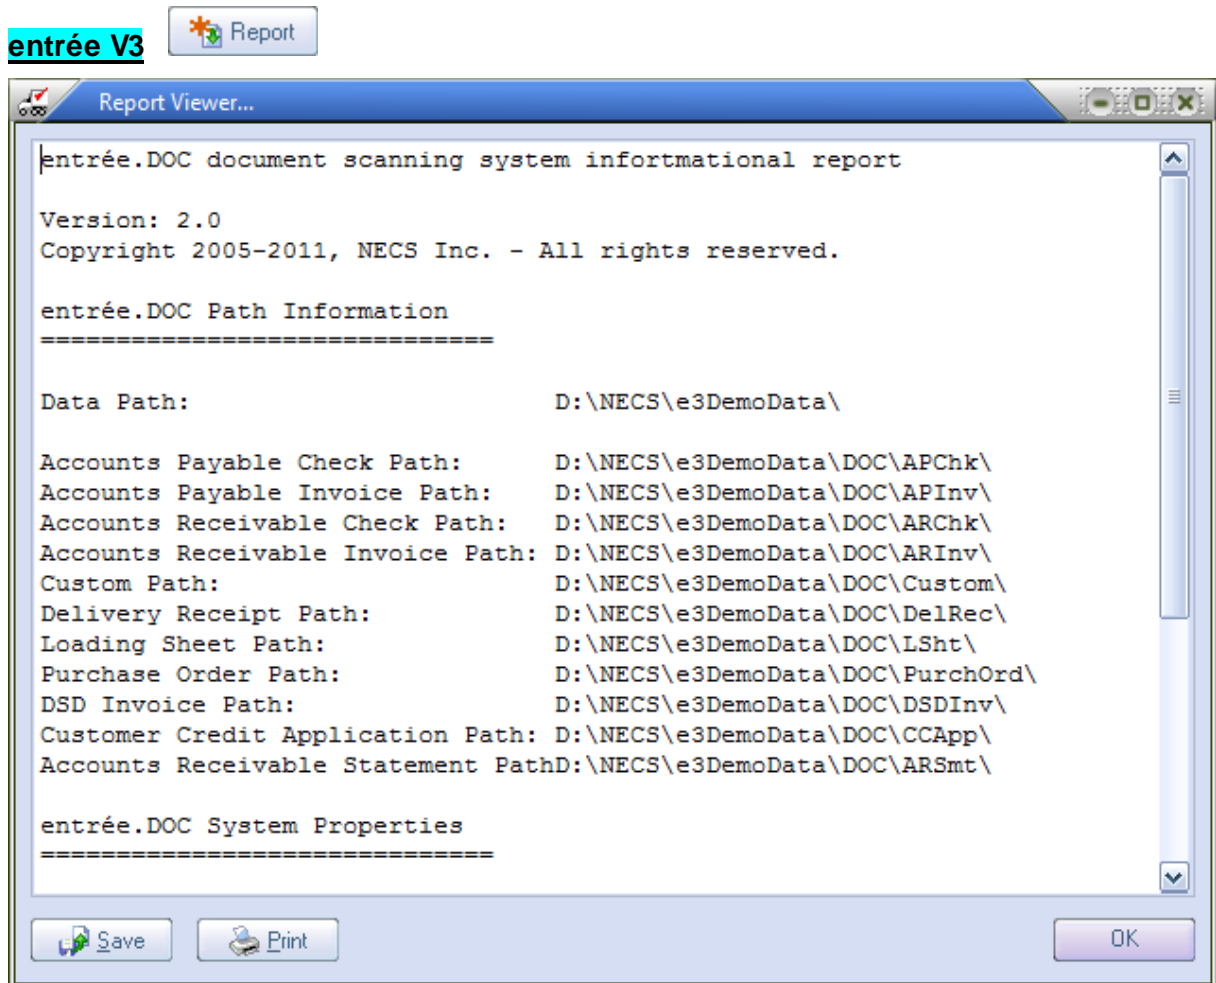 entrée V3 Report
Report Viewer...
entrée.DOC document scanning system infortmational report
Version: 2.0
Copyright 2005-2011, NECS Inc. - All rights reserved.
entrée.DOC Path Information
==============================
Data Path: D:\NECS\e3DemoData\
Accounts Payable Check Path: D:\NECS\e3DemoData\DOC\APChk\
Accounts Payable Invoice Path: D:\NECS\e3DemoData\DOC\APInv\
Accounts Receivable Check Path: D:\NECS\e3DemoData\DOC\ARChk\
Accounts Receivable Invoice Path: D:\NECS\e3DemoData\DOC\ARInv\
Custom Path: D:\NECS\e3DemoData\DOC\Custom\
Delivery Receipt Path: D:\NECS\e3DemoData\DOC\DelRec\
Loading Sheet Path: D:\NECS\e3DemoData\DOC\LSht\
Purchase Order Path: D:\NECS\e3DemoData\DOC\PurchOrd\
DSD Invoice Path: D:\NECS\e3DemoData\DOC\DSDInv\
Customer Credit Application Path: D:\NECS\e3DemoData\DOC\CCApp\
Accounts Receivable Statement PathD:\NECS\e3DemoData\DOC\ARSmt\
entrée.DOC System Properties
==============================
Save Print OK